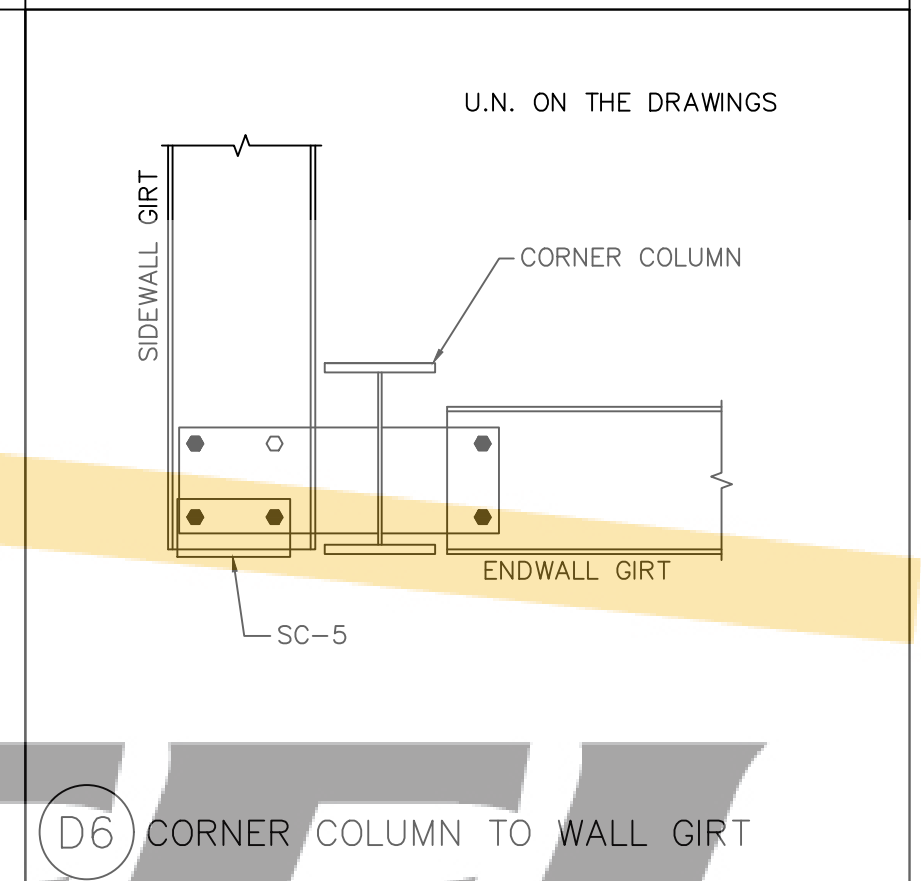 U.N. ON THE DRAWINGS
SIDEWALL GIRT
CORNER COLUMN
ENDWALL GIRT
SC-5
D6 CORNER COLUMN TO WALL GIRT